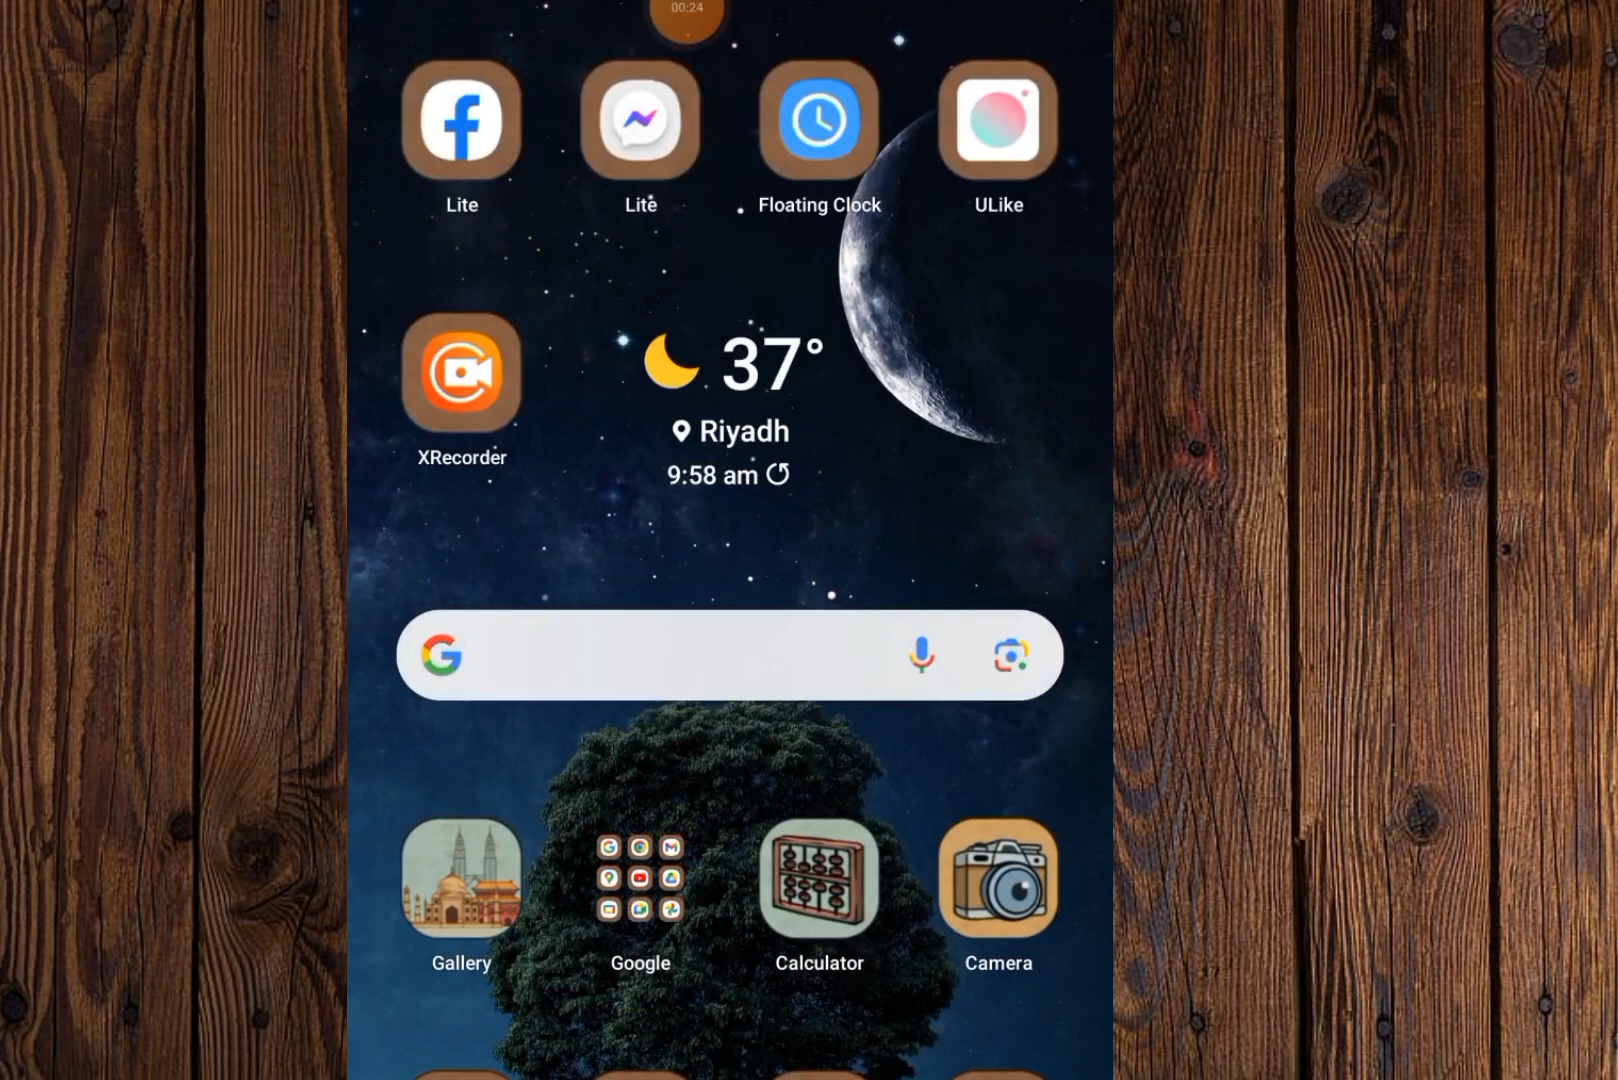 00:24
Lite
Lite
Floating Clock
ULike
XRecorder
37°
Riyadh
9:58 am
Gallery
Google
Calculator
Camera